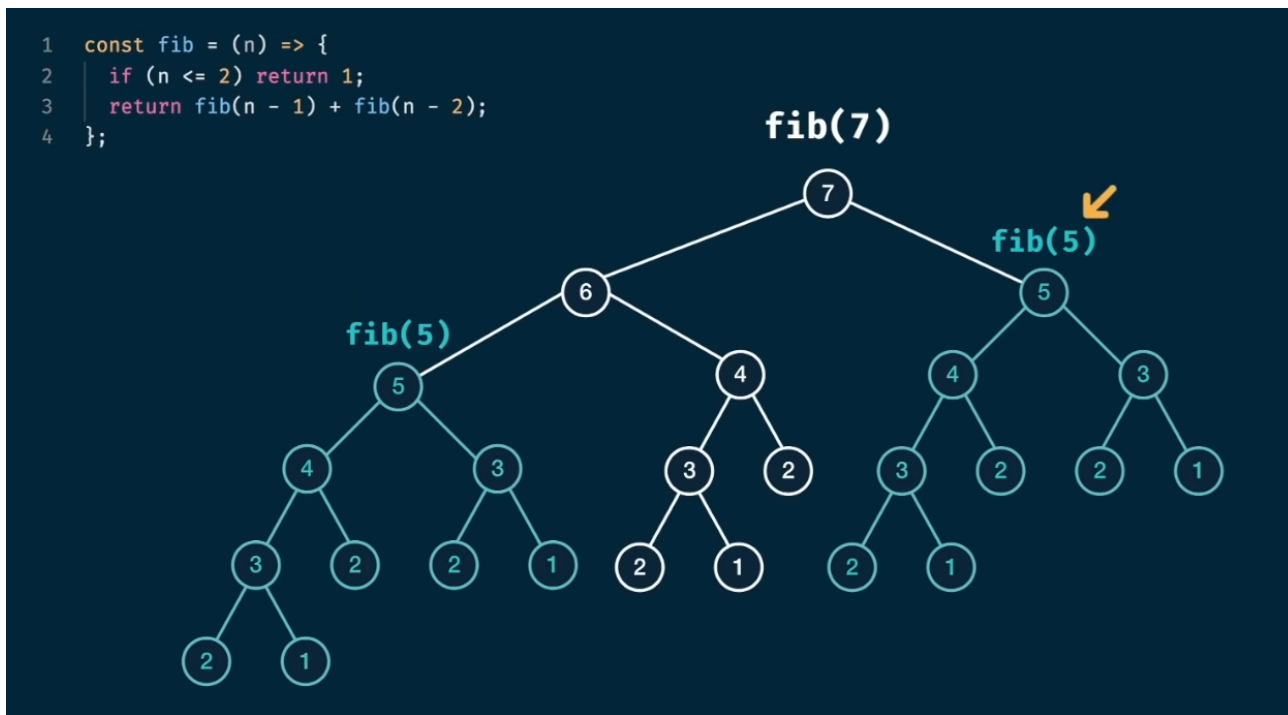 1 const fib = (n) => {
2 if (n <= 2) return 1;
3 return fib(n - 1) + fib(n - 2);
4 };
fib(7)
7
fib(5)
6 5
fib(5)
5 4 4 3
4 3 3 2 3 2 2 1
3 2 2 1 2 1 2 1
2 1